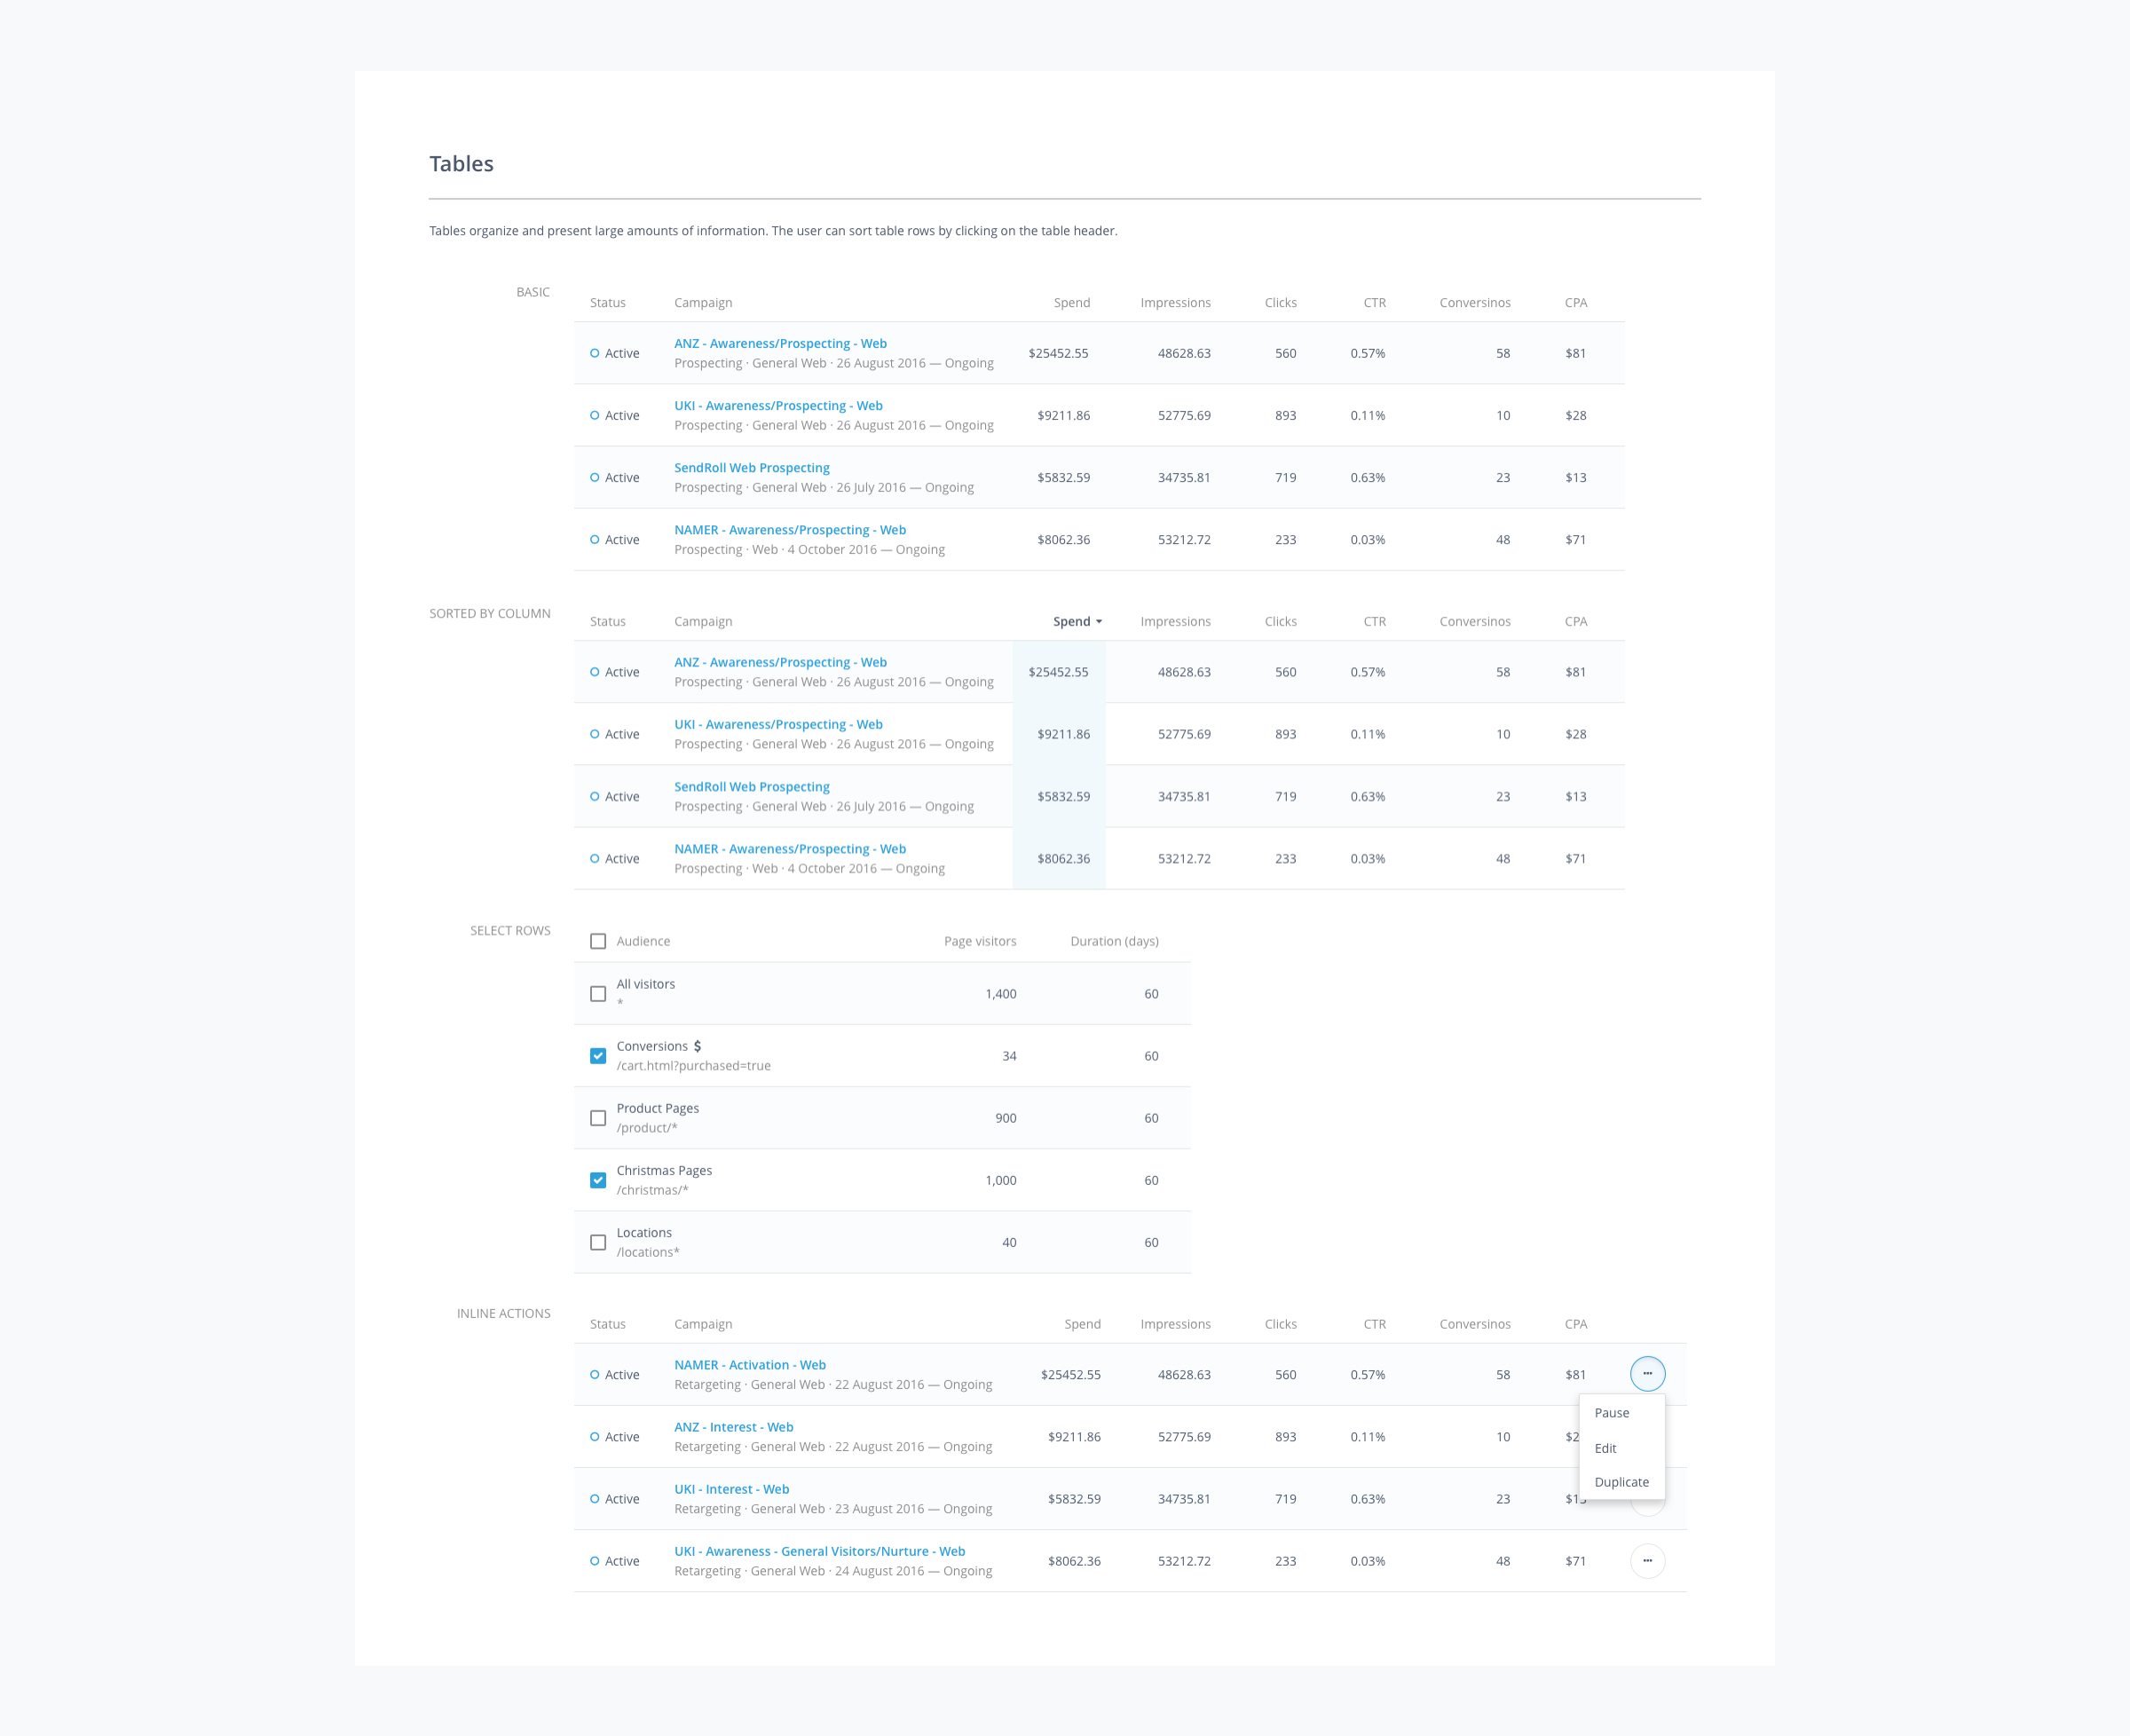 Tables
Tables organize and present large amounts of information. The user can sort table rows by clicking on the table header.
BASIC
Status Campaign Spend Impressions Clicks CTR Conversinos CPA
ANZ - Awareness/Prospecting - Web
Active $25452.55 48628.63 560 0.57% 58 $81
Prospecting · General Web · 26 August 2016 — Ongoing
UKI - Awareness/Prospecting - Web
Active $9211.86 52775.69 893 0.11% 10 $28
Prospecting · General Web · 26 August 2016 — Ongoing
SendRoll Web Prospecting
Active $5832.59 34735.81 719 0.63% 23 $13
Prospecting · General Web · 26 July 2016 — Ongoing
NAMER - Awareness/Prospecting - Web
Active $8062.36 53212.72 233 0.03% 48 $71
Prospecting · Web · 4 October 2016 — Ongoing
SORTED BY COLUMN
Status Campaign Spend Impressions Clicks CTR Conversinos CPA
ANZ - Awareness/Prospecting - Web
Active $25452.55 48628.63 560 0.57% 58 $81
Prospecting · General Web · 26 August 2016 — Ongoing
UKI - Awareness/Prospecting - Web
Active $9211.86 52775.69 893 0.11% 10 $28
Prospecting · General Web · 26 August 2016 — Ongoing
SendRoll Web Prospecting
Active $5832.59 34735.81 719 0.63% 23 $13
Prospecting · General Web · 26 July 2016 — Ongoing
NAMER - Awareness/Prospecting - Web
Active $8062.36 53212.72 233 0.03% 48 $71
Prospecting · Web · 4 October 2016 — Ongoing
SELECT ROWS
Audience Page visitors Duration (days)
All visitors
* 1,400 60
Conversions $
/cart.html?purchased=true 34 60
Product Pages
/product/* 900 60
Christmas Pages
/christmas/* 1,000 60
Locations
/locations* 40 60
INLINE ACTIONS
Status Campaign Spend Impressions Clicks CTR Conversinos CPA
NAMER - Activation - Web
Active $25452.55 48628.63 560 0.57% 58 $81
Retargeting · General Web · 22 August 2016 — Ongoing
Pause
Edit
Duplicate
ANZ - Interest - Web
Active $9211.86 52775.69 893 0.11% 10
Retargeting · General Web · 22 August 2016 — Ongoing
UKI - Interest - Web
Active $5832.59 34735.81 719 0.63% 23
Retargeting · General Web · 23 August 2016 — Ongoing
UKI - Awareness - General Visitors/Nurture - Web
Active $8062.36 53212.72 233 0.03% 48 $71
Retargeting · General Web · 24 August 2016 — Ongoing